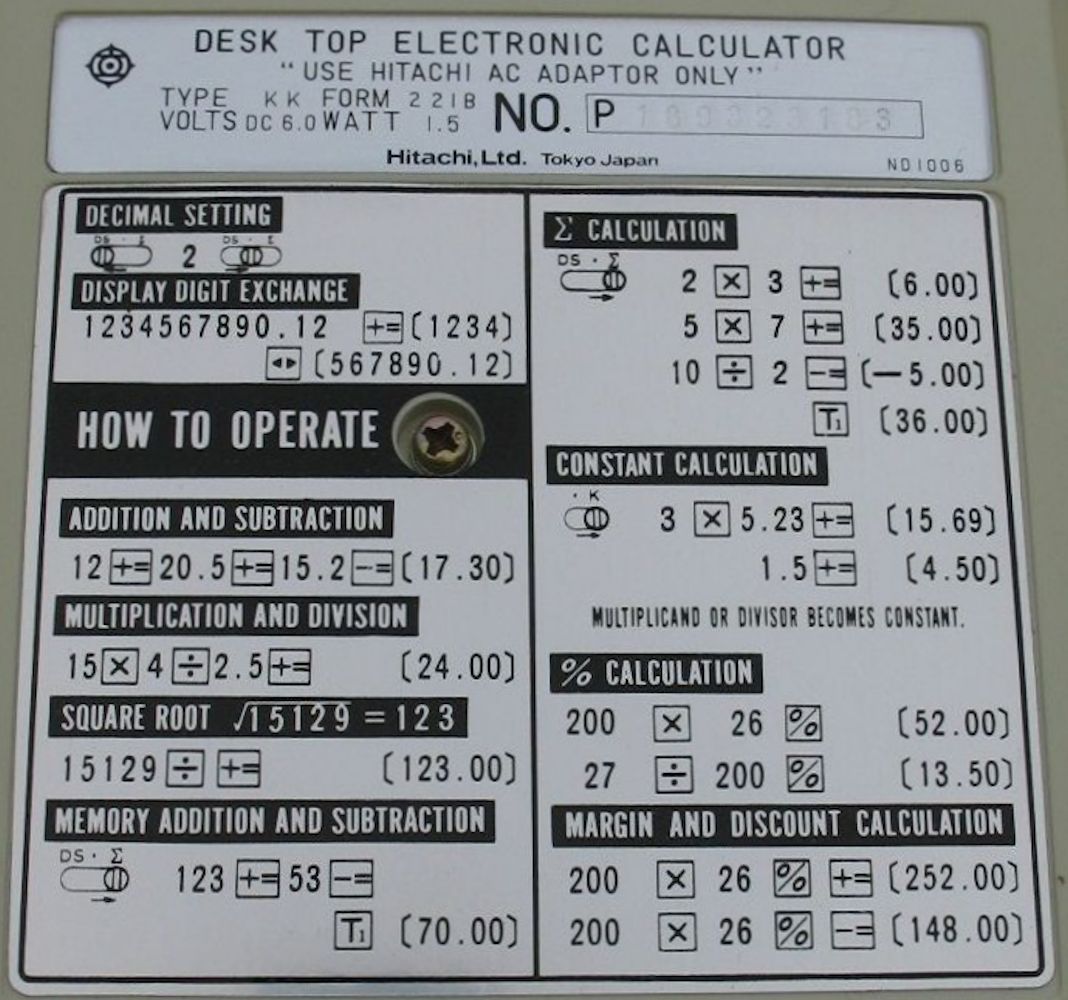 DESK TOP ELECTRONIC CALCULATOR
"USE HITACHI AC ADAPTOR ONLY"
TYPE KK FORM 221B
VOLTS DC 6.0 WATT 1.5 NO. P
Hitachi, Ltd. Tokyo Japan
ND1006
DECIMAL SETTING
DS · Σ DS · Σ
2
DISPLAY DIGIT EXCHANGE
1234567890.12 += (1234)
◂▸ (567890.12)
HOW TO OPERATE
ADDITION AND SUBTRACTION
12 += 20.5 += 15.2 -= (17.30)
MULTIPLICATION AND DIVISION
15 × 4 ÷ 2.5 += (24.00)
SQUARE ROOT √15129 = 123
15129 ÷ += (123.00)
MEMORY ADDITION AND SUBTRACTION
DS · Σ
123 += 53 -=
T1 (70.00)
Σ CALCULATION
DS · Σ
2 × 3 += (6.00)
5 × 7 += (35.00)
10 ÷ 2 -= (-5.00)
T1 (36.00)
CONSTANT CALCULATION
· K
3 × 5.23 += (15.69)
1.5 += (4.50)
MULTIPLICAND OR DIVISOR BECOMES CONSTANT.
% CALCULATION
200 × 26 % (52.00)
27 ÷ 200 % (13.50)
MARGIN AND DISCOUNT CALCULATION
200 × 26 % += (252.00)
200 × 26 % -= (148.00)